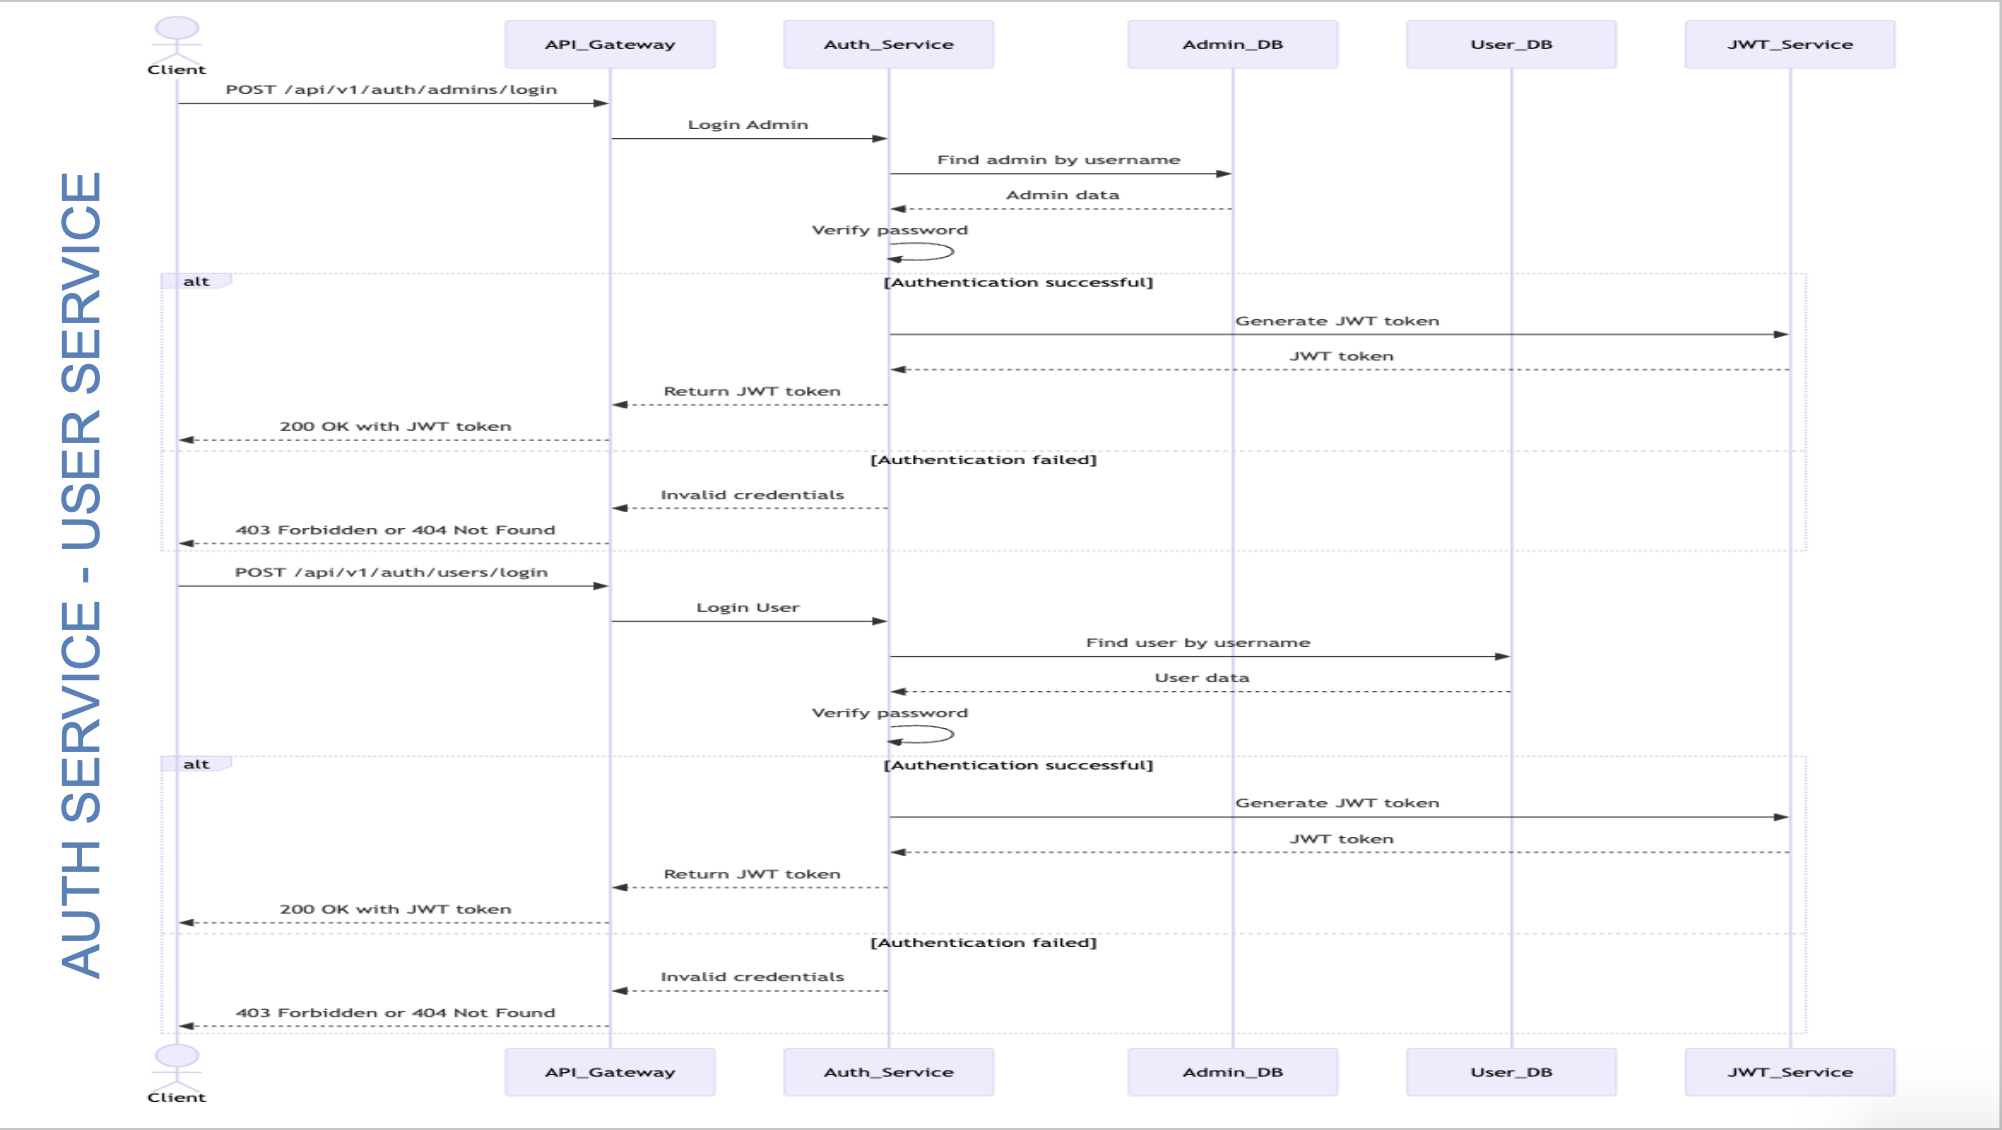 AUTH SERVICE - USER SERVICE
Client
API_Gateway
Auth_Service
Admin_DB
User_DB
JWT_Service
POST /api/v1/auth/admins/login
Login Admin
Find admin by username
Admin data
Verify password
alt
[Authentication successful]
Generate JWT token
JWT token
Return JWT token
200 OK with JWT token
[Authentication failed]
Invalid credentials
403 Forbidden or 404 Not Found
POST /api/v1/auth/users/login
Login User
Find user by username
User data
Verify password
alt
[Authentication successful]
Generate JWT token
JWT token
Return JWT token
200 OK with JWT token
[Authentication failed]
Invalid credentials
403 Forbidden or 404 Not Found
Client
API_Gateway
Auth_Service
Admin_DB
User_DB
JWT_Service